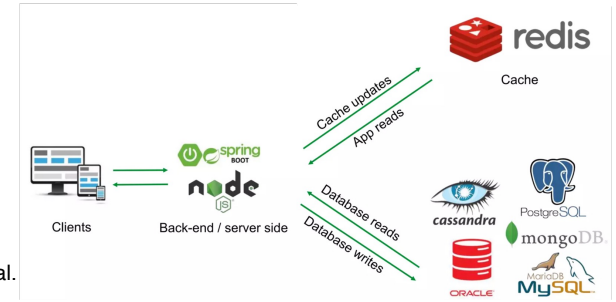 redis
Cache
Cache updates
App reads
spring
BOOT
node
JS
Clients
Back-end / server side
Database reads
Database writes
cassandra
PostgreSQL
mongoDB.
ORACLE
MariaDB
MySQL
al.